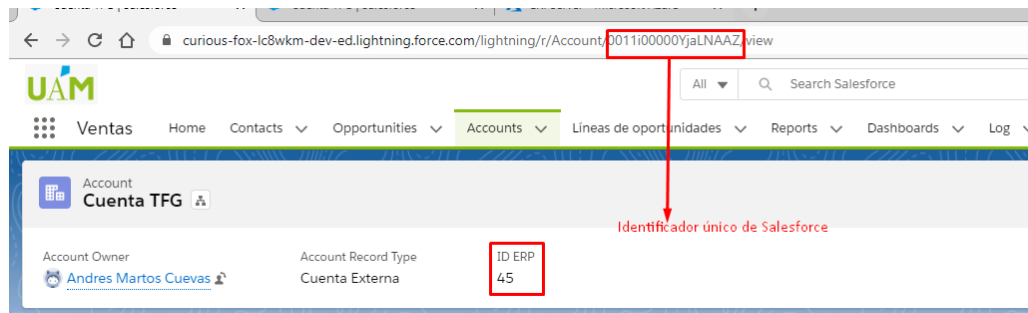 curious-fox-lc8wkm-dev-ed.lightning.force.com/lightning/r/Account/0011i00000YjaLNAAZ/view
UAM
All Search Salesforce
Ventas Home Contacts Opportunities Accounts Líneas de oportunidades Reports Dashboards Log
Account
Cuenta TFG
Identificador único de Salesforce
Account Owner Account Record Type ID ERP
Andres Martos Cuevas Cuenta Externa 45